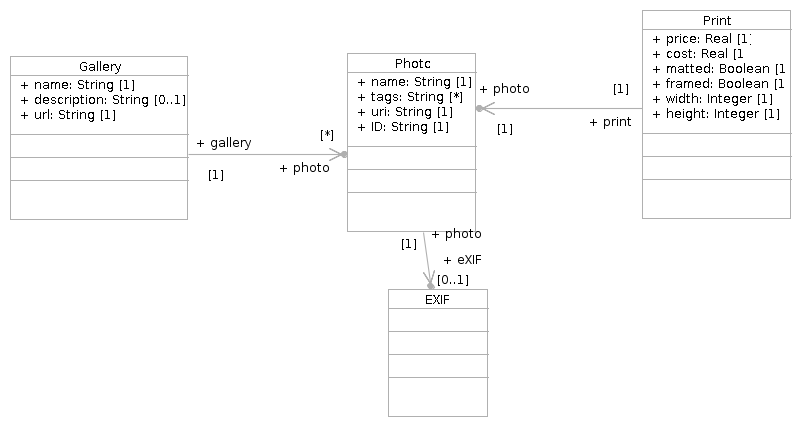 Gallery
+ name: String [1]
+ description: String [0..1]
+ url: String [1]
+ gallery
[1]
[*]
+ photo
Photo
+ name: String [1]
+ tags: String [*]
+ uri: String [1]
+ ID: String [1]
+ photo
[1]
[1]
+ print
Print
+ price: Real [1]
+ cost: Real [1
+ matted: Boolean [1
+ framed: Boolean [1
+ width: Integer [1]
+ height: Integer [1]
[1]
+ photo
+ eXIF
[0..1]
EXIF